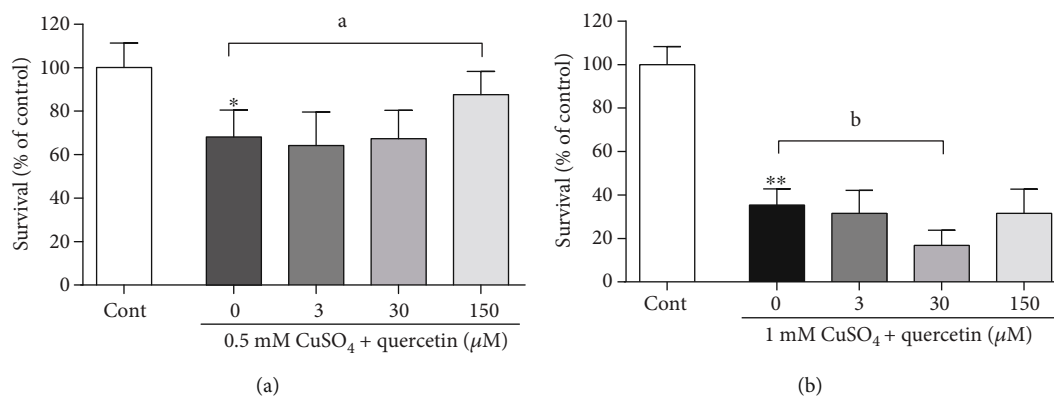 120
100
80
60
40
20
0
Survival (% of control)
a
*
Cont
0 3 30 150
0.5 mM CuSO₄ + quercetin (μM)
(a)
120
100
80
60
40
20
0
Survival (% of control)
b
**
Cont
0 3 30 150
1 mM CuSO₄ + quercetin (μM)
(b)